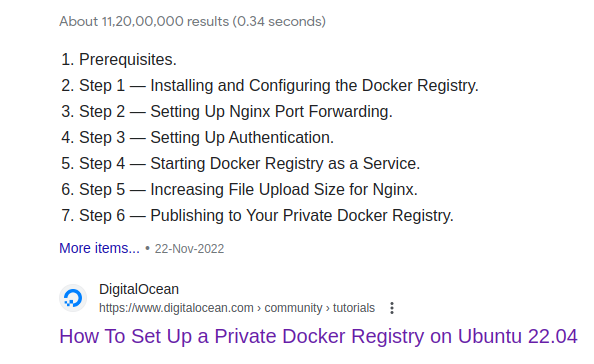 About 11,20,00,000 results (0.34 seconds)
1. Prerequisites.
2. Step 1 — Installing and Configuring the Docker Registry.
3. Step 2 — Setting Up Nginx Port Forwarding.
4. Step 3 — Setting Up Authentication.
5. Step 4 — Starting Docker Registry as a Service.
6. Step 5 — Increasing File Upload Size for Nginx.
7. Step 6 — Publishing to Your Private Docker Registry.
More items... • 22-Nov-2022
DigitalOcean
https://www.digitalocean.com › community › tutorials
How To Set Up a Private Docker Registry on Ubuntu 22.04